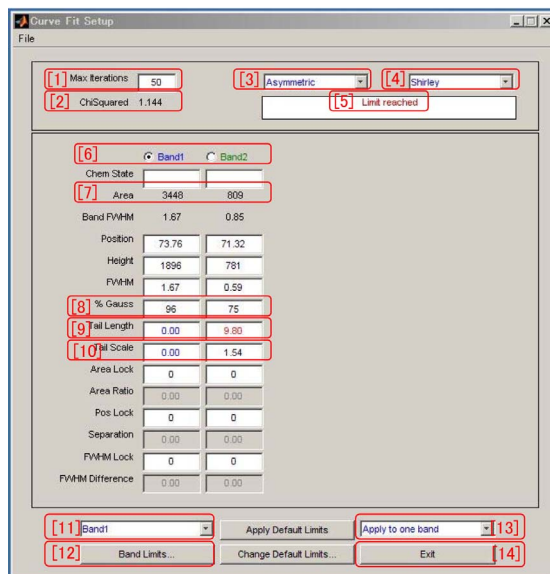 Curve Fit Setup
File
[1] Max Iterations 50 [3] Asymmetric [4] Shirley
[2] ChiSquared 1.144 [5] Limit reached
[6] Band1 Band2
Chem State
[7] Area 3448 809
Band FWHM 1.67 0.85
Position 73.76 71.32
Height 1896 781
FWHM 1.67 0.59
[8] % Gauss 96 75
[9] Tail Length 0.00 9.80
[10] Tail Scale 0.00 1.54
Area Lock 0 0
Area Ratio 0.00 0.00
Pos Lock 0 0
Separation 0.00 0.00
FWHM Lock 0 0
FWHM Difference 0.00 0.00
[11] Band1 Apply Default Limits Apply to one band [13]
[12] Band Limits... Change Default Limits... Exit [14]